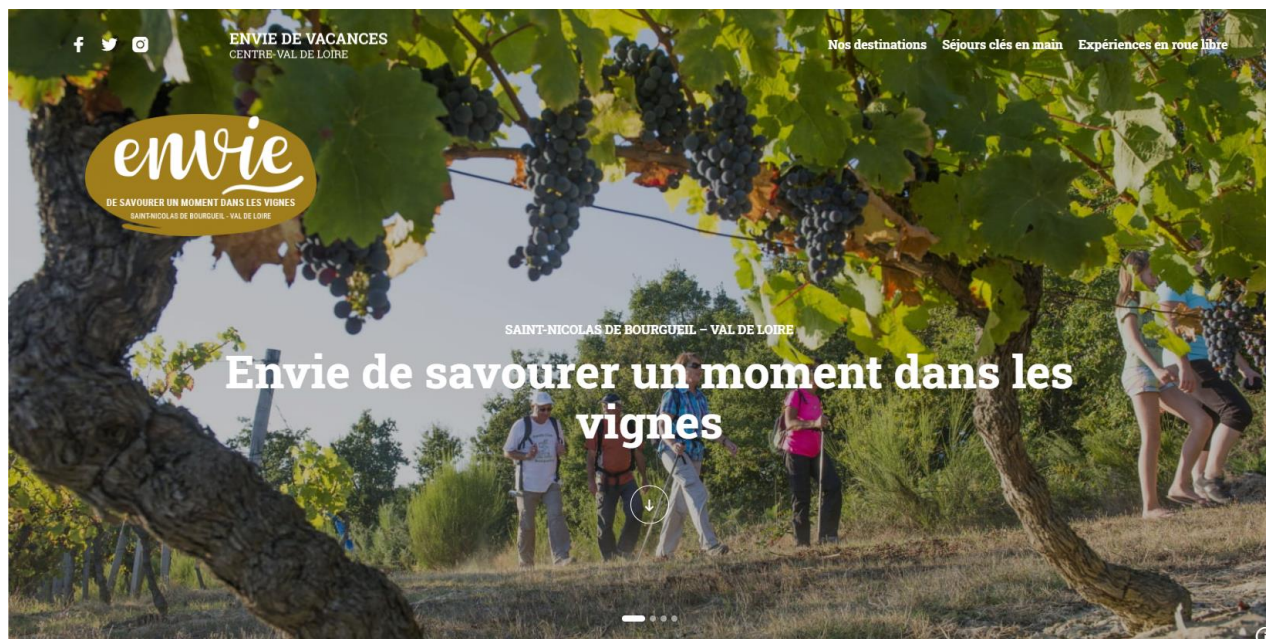 ENVIE DE VACANCES
CENTRE-VAL DE LOIRE
Nos destinations Séjours clés en main Expériences en roue libre
envie
DE SAVOURER UN MOMENT DANS LES VIGNES
SAINT-NICOLAS DE BOURGUEIL - VAL DE LOIRE
SAINT-NICOLAS DE BOURGUEIL – VAL DE LOIRE
Envie de savourer un moment dans les
vignes